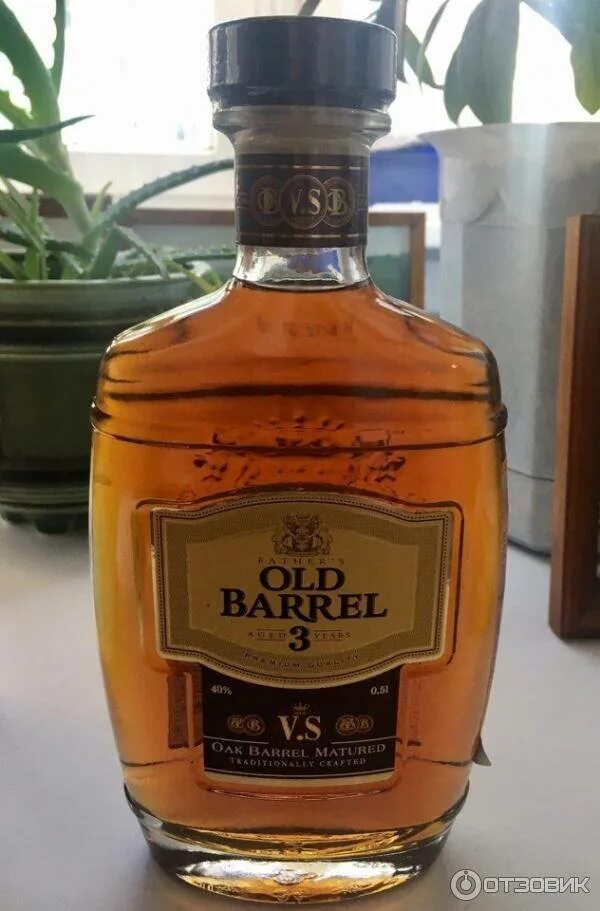 V.S
FATHER'S
OLD
BARREL
AGED 3 YEARS
PREMIUM QUALITY
40% 0.5l
V.S
OAK BARREL MATURED
TRADITIONALLY CRAFTED
ОТЗОВИК